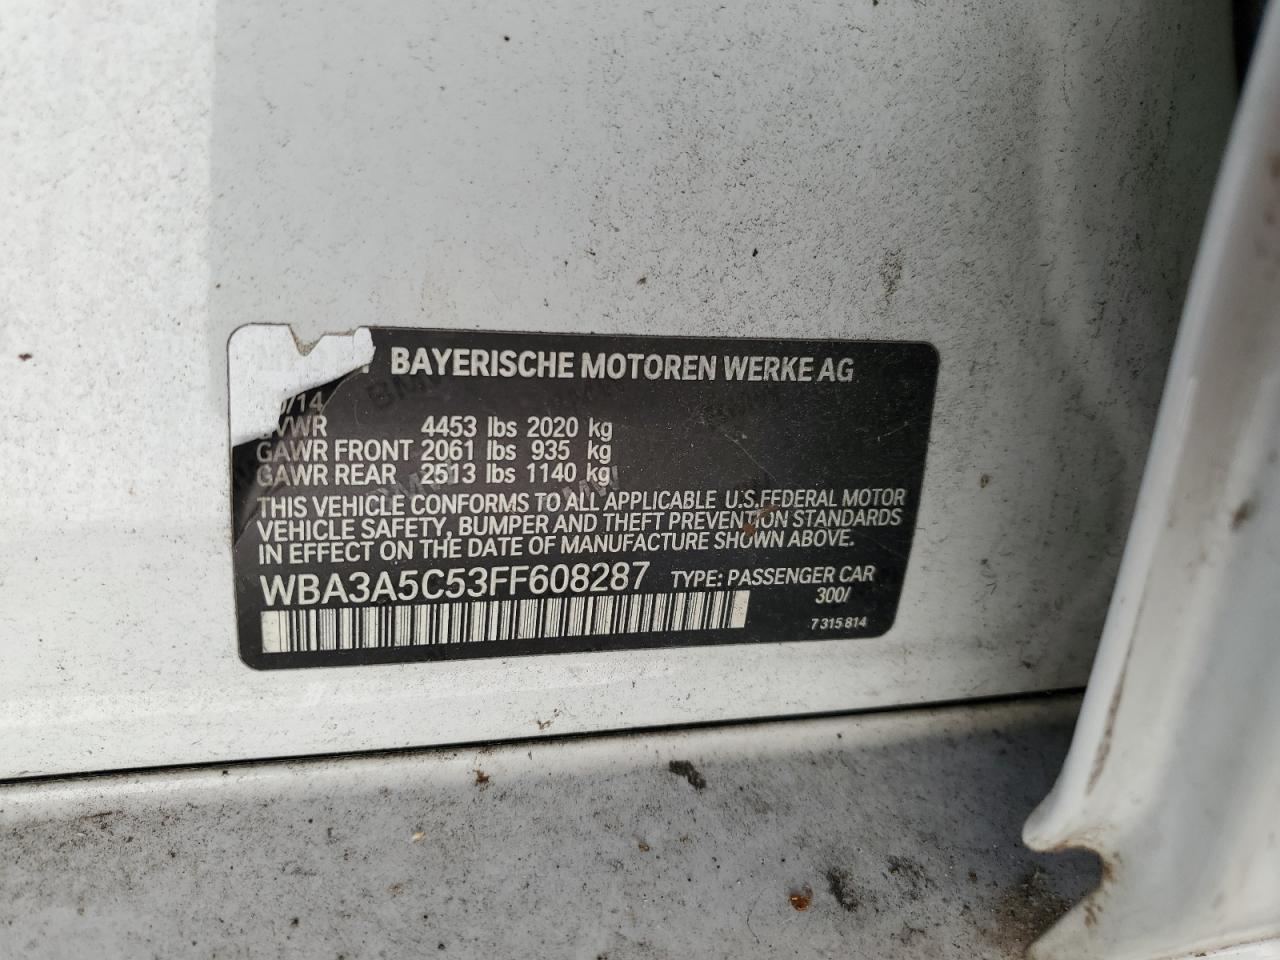 BAYERISCHE MOTOREN WERKE AG
/14
GVWR 4453 lbs 2020 kg
GAWR FRONT 2061 lbs 935 kg
GAWR REAR 2513 lbs 1140 kg
THIS VEHICLE CONFORMS TO ALL APPLICABLE U.S. FEDERAL MOTOR
VEHICLE SAFETY, BUMPER AND THEFT PREVENTION STANDARDS
IN EFFECT ON THE DATE OF MANUFACTURE SHOWN ABOVE.
WBA3A5C53FF608287 TYPE: PASSENGER CAR
300/
7 315 814